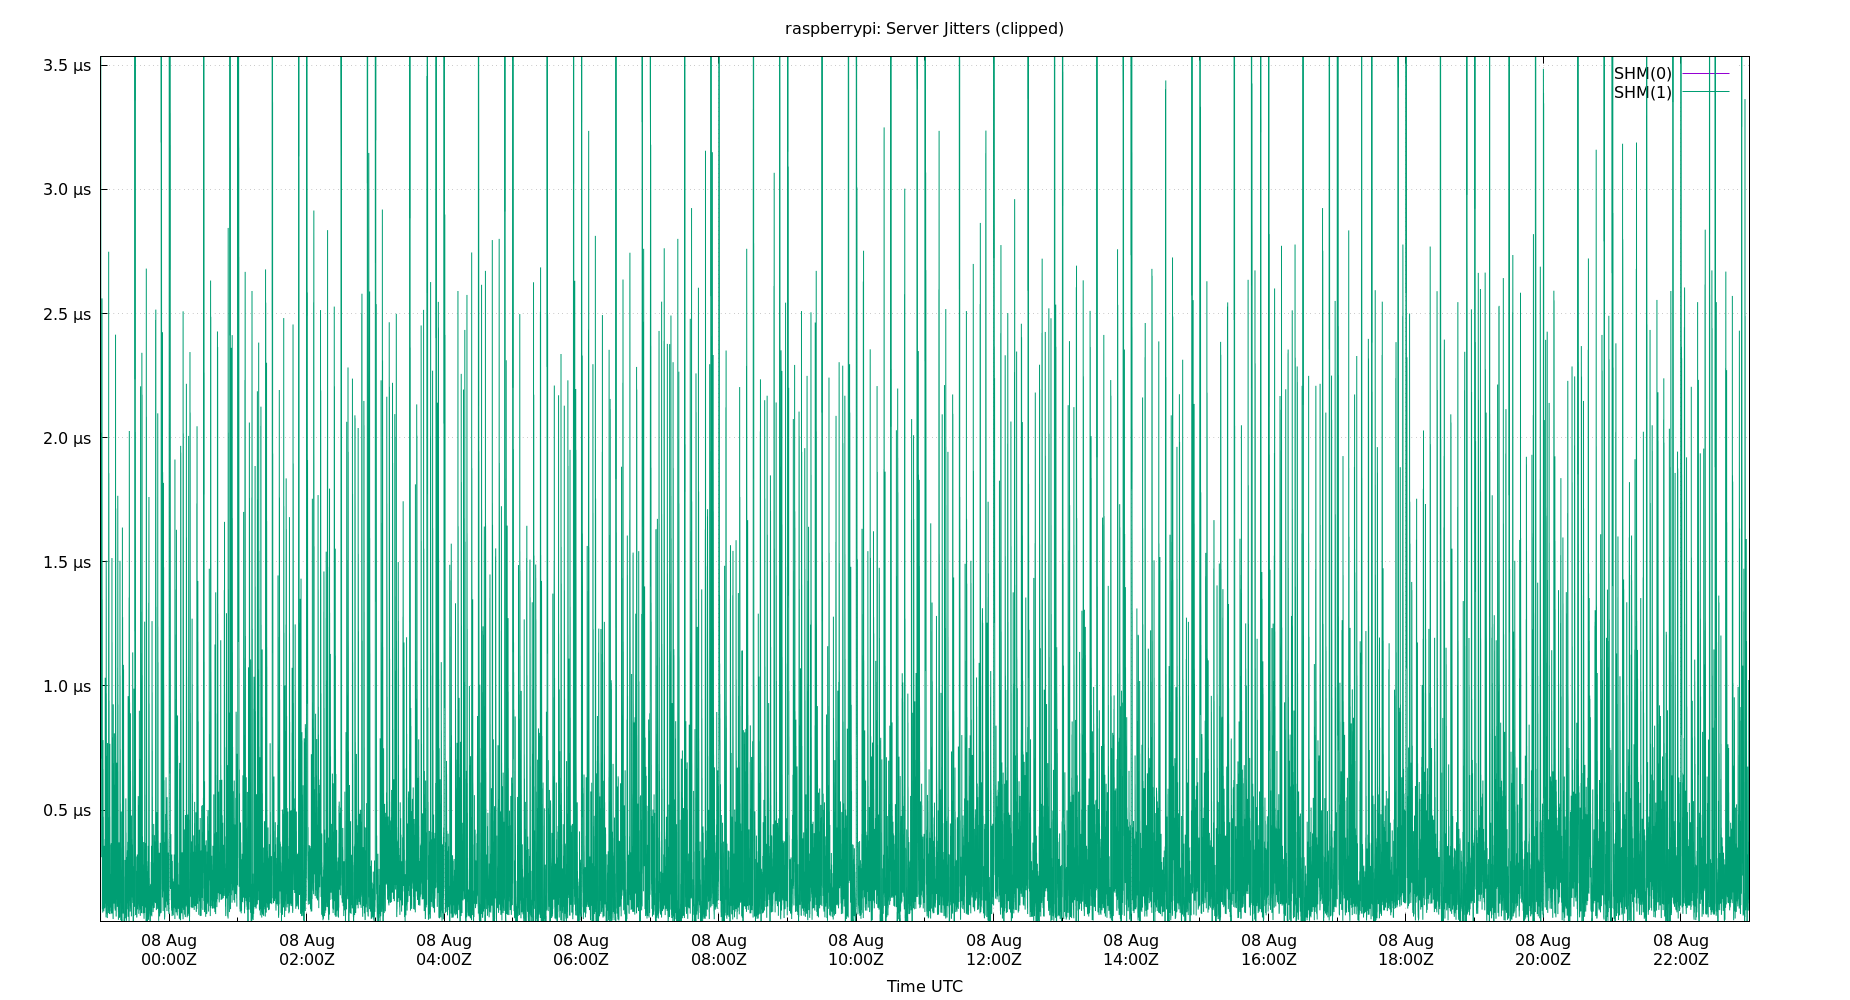 raspberrypi: Server Jitters (clipped)
3.5 µs
3.0 µs
2.5 µs
2.0 µs
1.5 µs
1.0 µs
0.5 µs
SHM(0)
SHM(1)
08 Aug 08 Aug 08 Aug 08 Aug 08 Aug 08 Aug 08 Aug 08 Aug 08 Aug 08 Aug 08 Aug 08 Aug
00:00Z 02:00Z 04:00Z 06:00Z 08:00Z 10:00Z 12:00Z 14:00Z 16:00Z 18:00Z 20:00Z 22:00Z
Time UTC